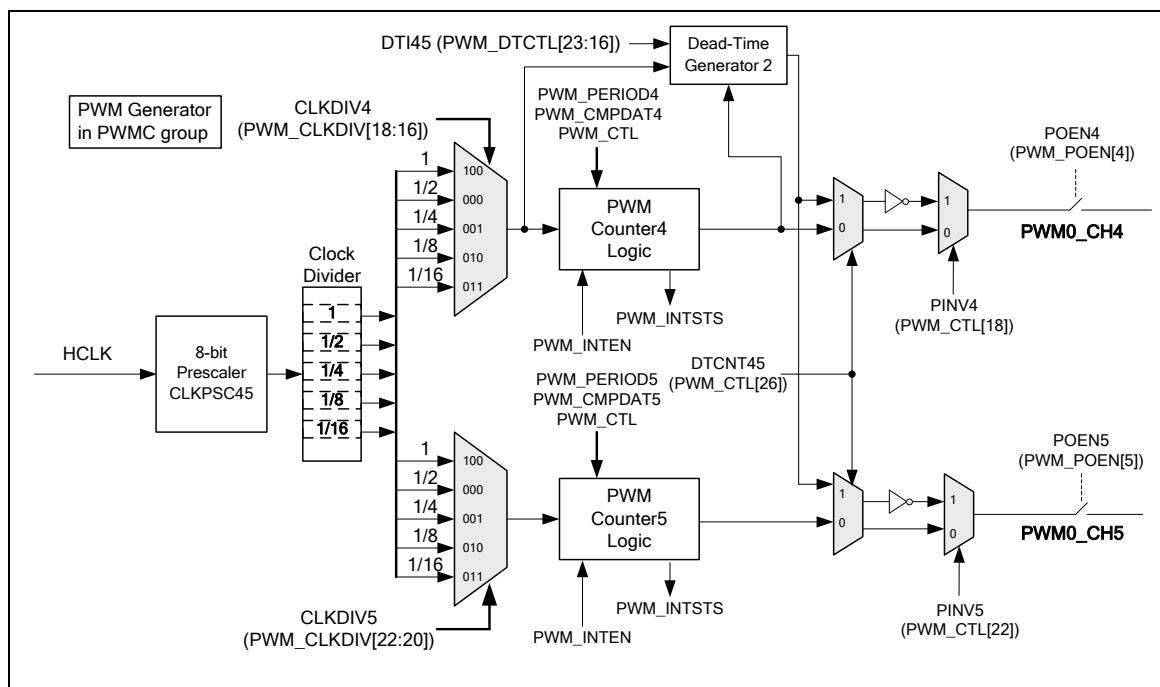 DTI45 (PWM_DTCTL[23:16])
Dead-Time
Generator 2
PWM Generator
in PWMC group
CLKDIV4
(PWM_CLKDIV[18:16])
PWM_PERIOD4
PWM_CMPDAT4
PWM_CTL
POEN4
(PWM_POEN[4])
1
1/2
1/4
1/8
1/16
100
000
001
010
011
PWM
Counter4
Logic
1
0
1
0
PWM0_CH4
Clock
Divider
1
1/2
1/4
1/8
1/16
PWM_INTSTS
PWM_INTEN
PINV4
(PWM_CTL[18])
HCLK
8-bit
Prescaler
CLKPSC45
DTCNT45
(PWM_CTL[26])
PWM_PERIOD5
PWM_CMPDAT5
PWM_CTL
POEN5
(PWM_POEN[5])
1
1/2
1/4
1/8
1/16
100
000
001
010
011
PWM
Counter5
Logic
1
0
1
0
PWM0_CH5
PWM_INTSTS
PWM_INTEN
CLKDIV5
(PWM_CLKDIV[22:20])
PINV5
(PWM_CTL[22])